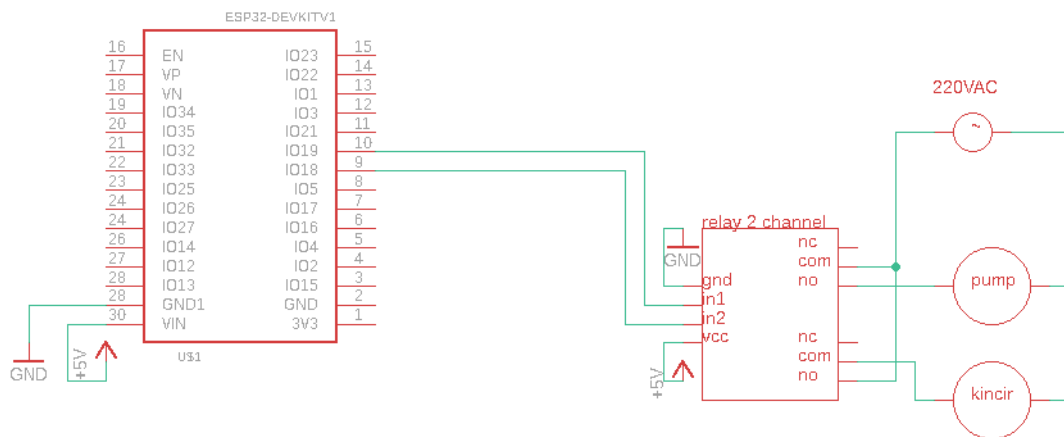 ESP32-DEVKITV1
16 EN IO23 15
17 VP IO22 14
18 VN IO1 13
19 IO34 IO3 12
20 IO35 IO21 11
21 IO32 IO19 10
22 IO33 IO18 9
23 IO25 IO5 8
24 IO26 IO17 7
24 IO27 IO16 6
26 IO14 IO4 5
27 IO12 IO2 4
28 IO13 IO15 3
28 GND1 GND 2
30 VIN 3V3 1
U$1
GND
+5V
220VAC
~
relay 2 channel
GND
gnd
in1
in2
vcc
+5V
nc
com
no
nc
com
no
pump
kincir